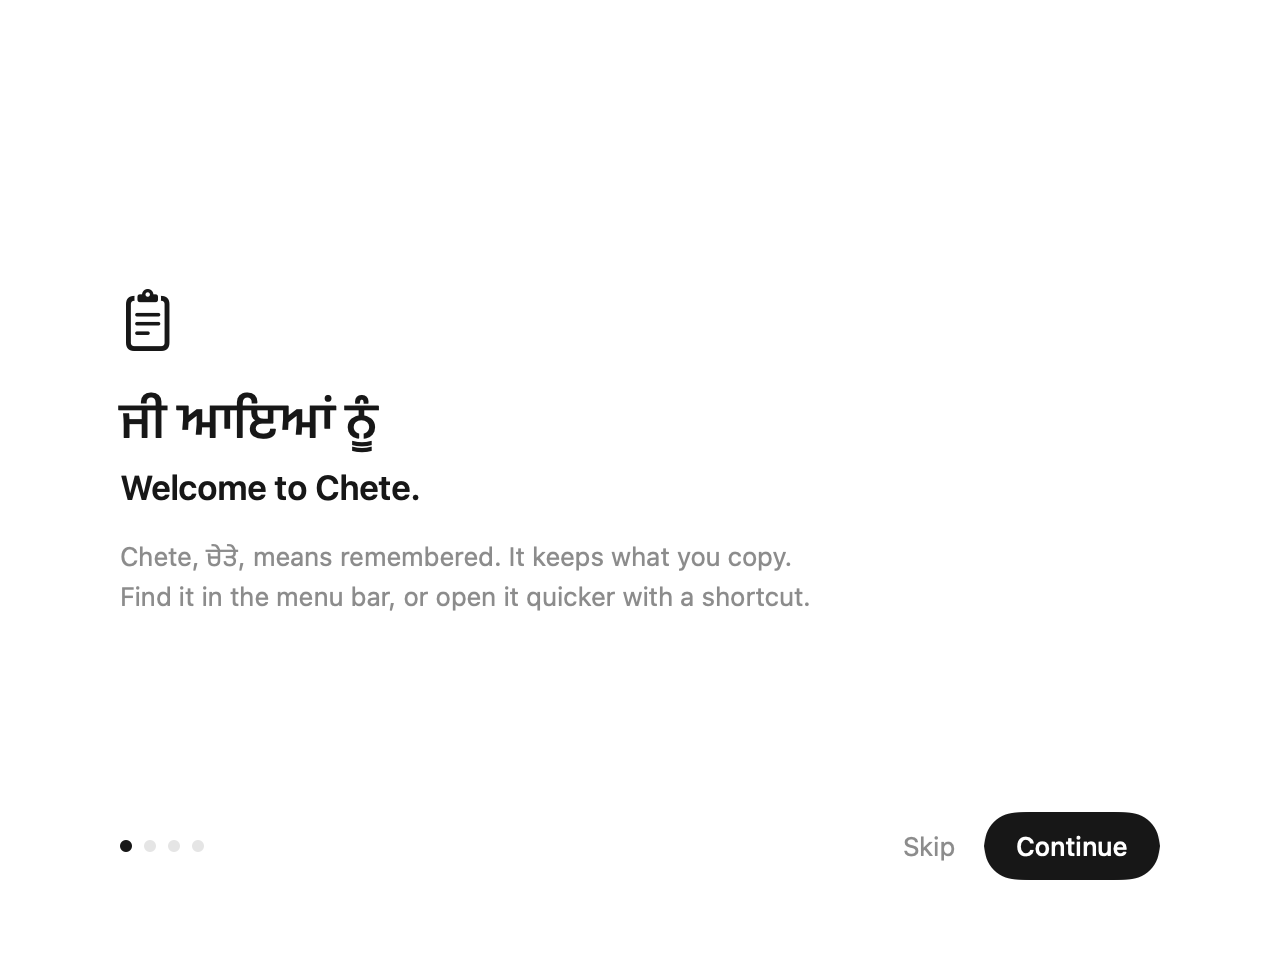 ਜੀ ਆਇਆਂ ਨੂੰ
Welcome to Chete.
Chete, ਚੇਤੇ, means remembered. It keeps what you copy.
Find it in the menu bar, or open it quicker with a shortcut.
Skip
Continue